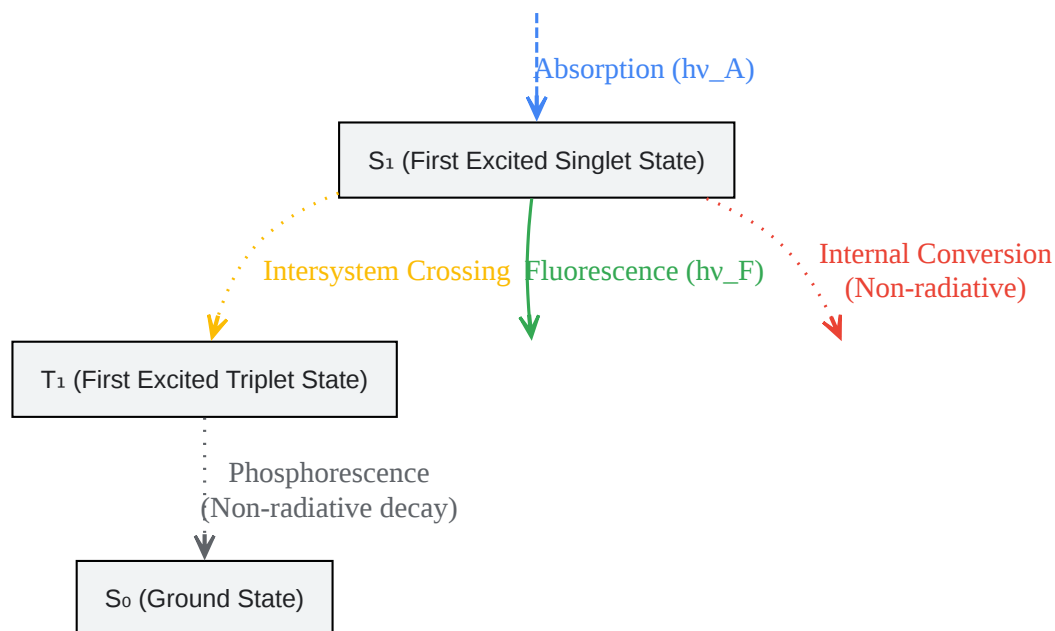 Absorption (hν_A)
S₁ (First Excited Singlet State)
Intersystem Crossing
Fluorescence (hν_F)
Internal Conversion
(Non-radiative)
T₁ (First Excited Triplet State)
Phosphorescence
(Non-radiative decay)
S₀ (Ground State)